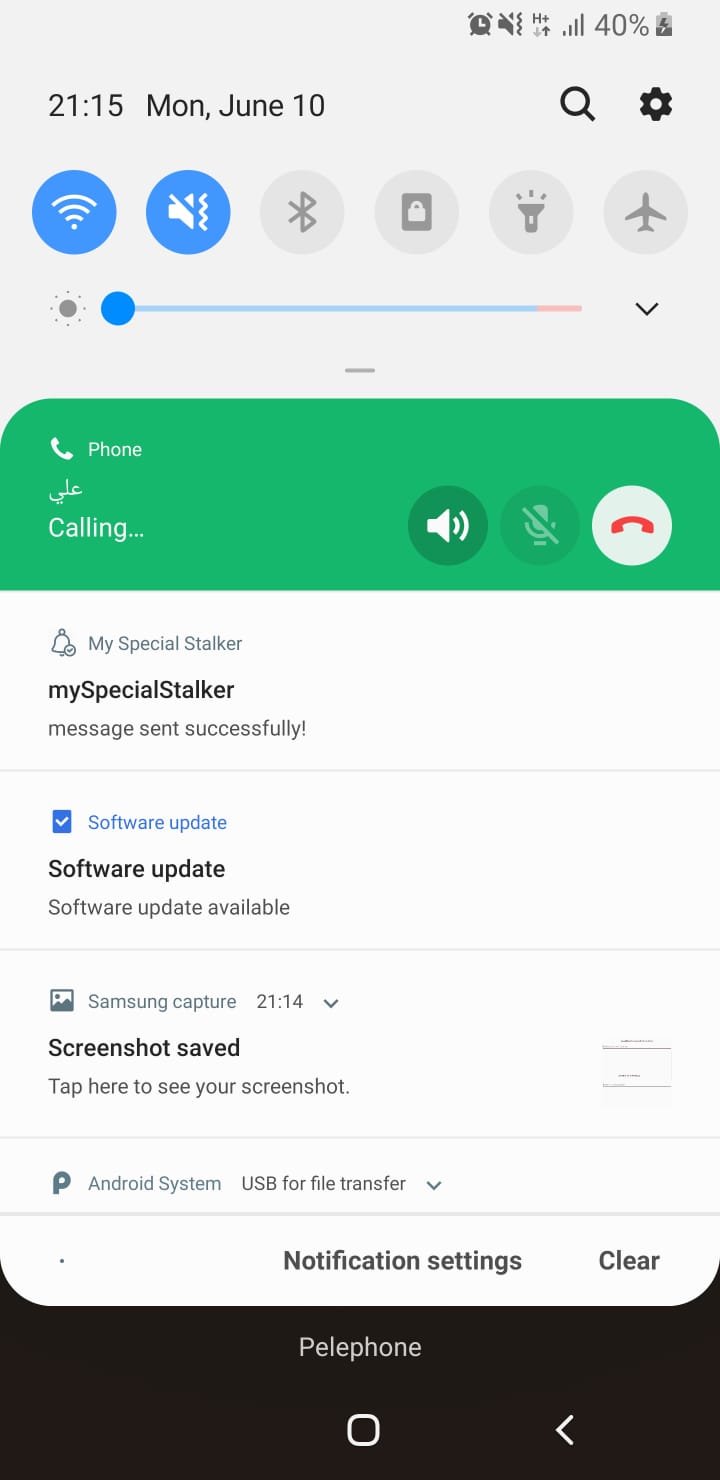 H+ 40%
21:15 Mon, June 10
Phone
علي
Calling...
My Special Stalker
mySpecialStalker
message sent successfully!
Software update
Software update
Software update available
Samsung capture 21:14
Screenshot saved
Tap here to see your screenshot.
Android System USB for file transfer
Notification settings Clear
Pelephone